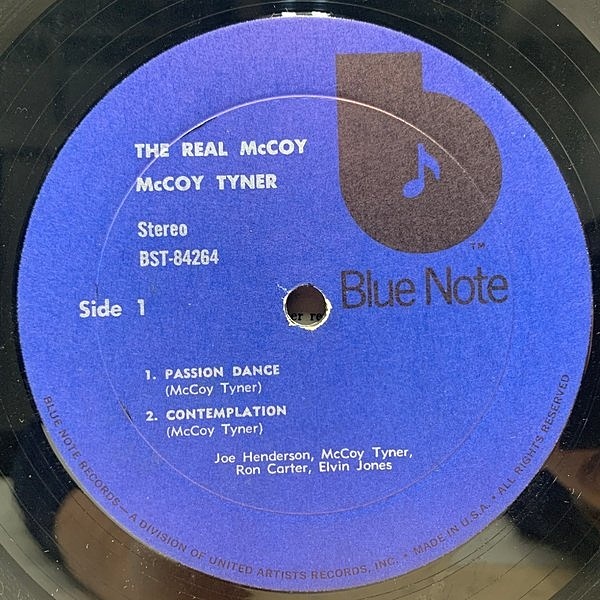 THE REAL McCOY
McCOY TYNER
Stereo
BST-84264
Side 1
TM
Blue Note
1. PASSION DANCE
(McCoy Tyner)
2. CONTEMPLATION
(McCoy Tyner)
Joe Henderson, McCoy Tyner,
Ron Carter, Elvin Jones
BLUE NOTE RECORDS—A DIVISION OF UNITED ARTISTS RECORDS, INC. • MADE IN U.S.A. • ALL RIGHTS RESERVED